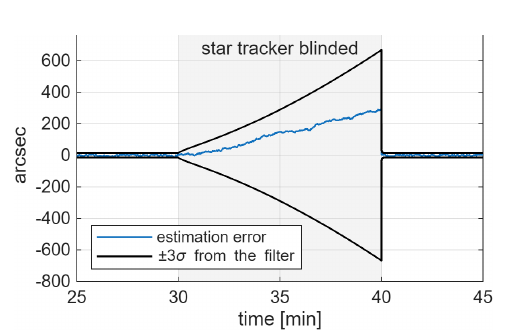 star tracker blinded
600
400
200
0
-200
-400
-600
-800
arcsec
estimation error
±3σ from the filter
25 30 35 40 45
time [min]